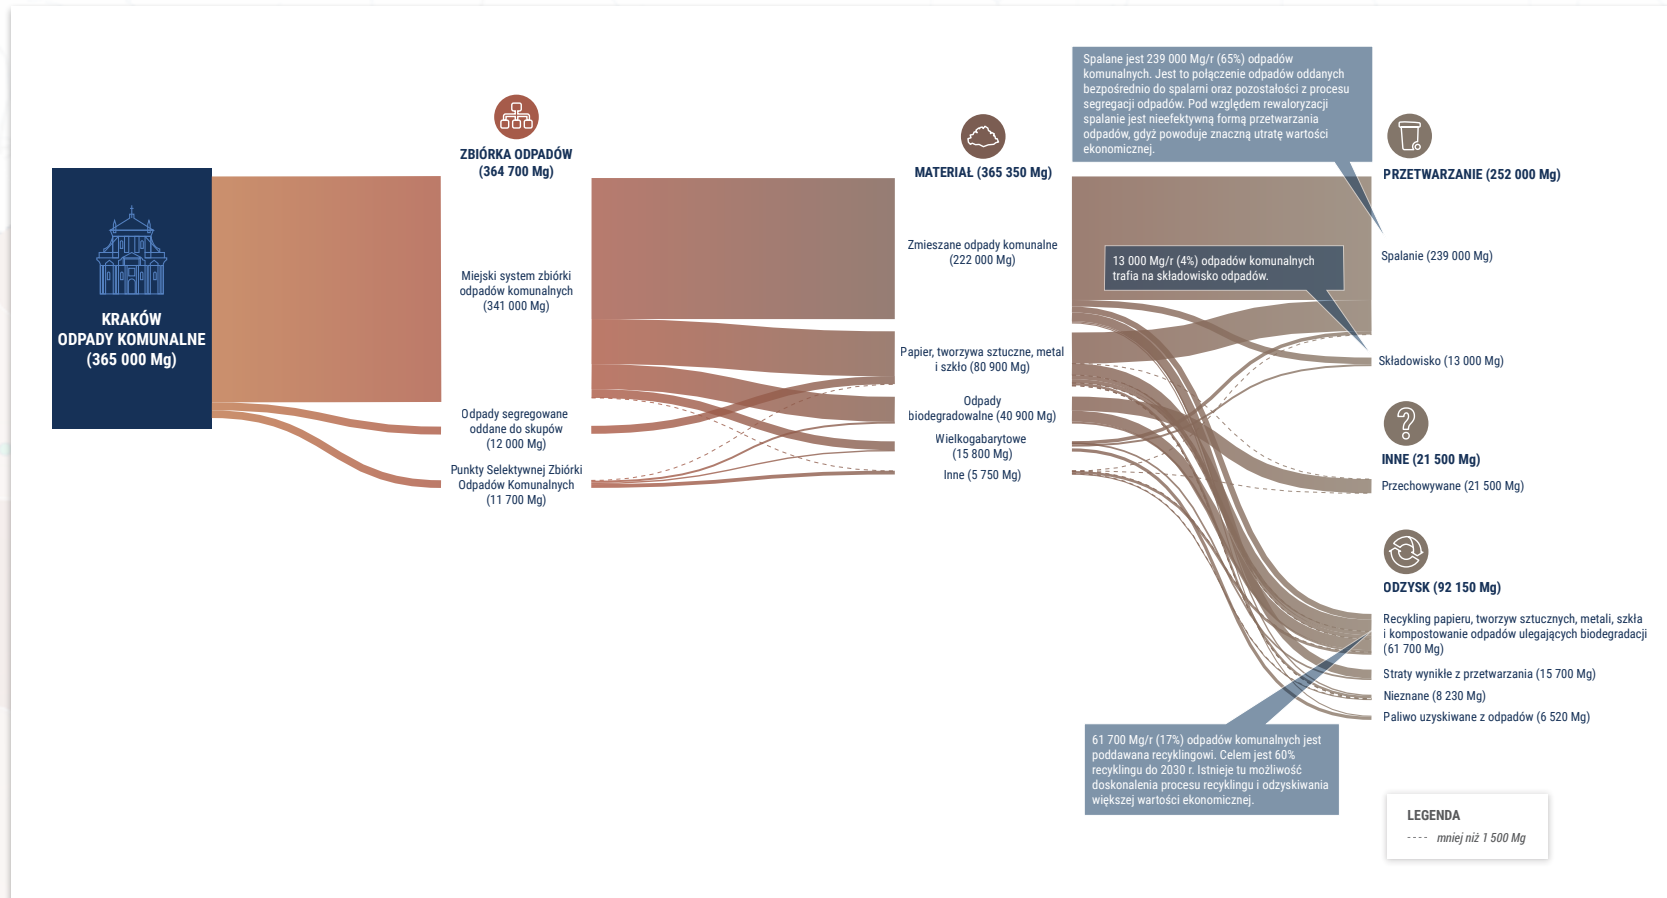 KRAKÓW
ODPADY KOMUNALNE
(365 000 Mg)
ZBIÓRKA ODPADÓW
(364 700 Mg)
Miejski system zbiórki
odpadów komunalnych
(341 000 Mg)
Odpady segregowane
oddane do skupów
(12 000 Mg)
Punkty Selektywnej Zbiórki
Odpadów Komunalnych
(11 700 Mg)
MATERIAŁ (365 350 Mg)
Zmieszane odpady komunalne
(222 000 Mg)
Papier, tworzywa sztuczne, metal
i szkło (80 900 Mg)
Odpady
biodegradowalne (40 900 Mg)
Wielkogabarytowe
(15 800 Mg)
Inne (5 750 Mg)
Spalane jest 239 000 Mg/r (65%) odpadów
komunalnych. Jest to połączenie odpadów oddanych
bezpośrednio do spalarni oraz pozostałości z procesu
segregacji odpadów. Pod względem rewaloryzacji
spalanie jest nieefektywną formą przetwarzania
odpadów, gdyż powoduje znaczną utratę wartości
ekonomicznej.
13 000 Mg/r (4%) odpadów komunalnych
trafia na składowisko odpadów.
PRZETWARZANIE (252 000 Mg)
Spalanie (239 000 Mg)
Składowisko (13 000 Mg)
INNE (21 500 Mg)
Przechowywane (21 500 Mg)
ODZYSK (92 150 Mg)
Recykling papieru, tworzyw sztucznych, metali, szkła
i kompostowanie odpadów ulegających biodegradacji
(61 700 Mg)
Straty wynikłe z przetwarzania (15 700 Mg)
Nieznane (8 230 Mg)
Paliwo uzyskiwane z odpadów (6 520 Mg)
61 700 Mg/r (17%) odpadów komunalnych jest
poddawana recyklingowi. Celem jest 60%
recyklingu do 2030 r. Istnieje tu możliwość
doskonalenia procesu recyklingu i odzyskiwania
większej wartości ekonomicznej.
LEGENDA
---- mniej niż 1 500 Mg